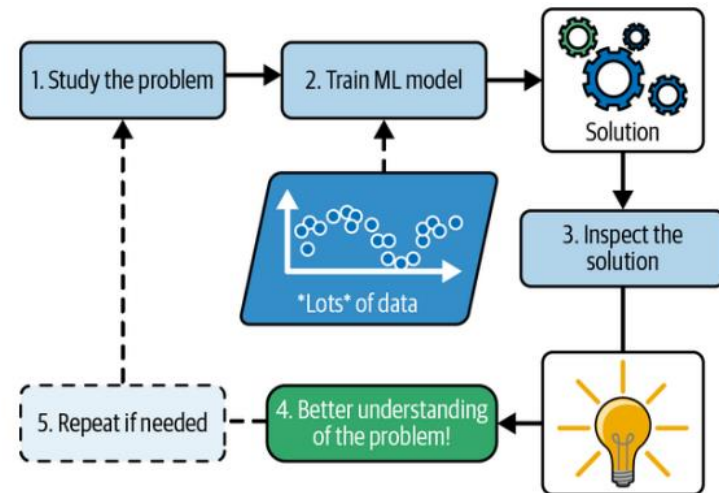 1. Study the problem
2. Train ML model
Solution
*Lots* of data
3. Inspect the
solution
4. Better understanding
of the problem!
5. Repeat if needed